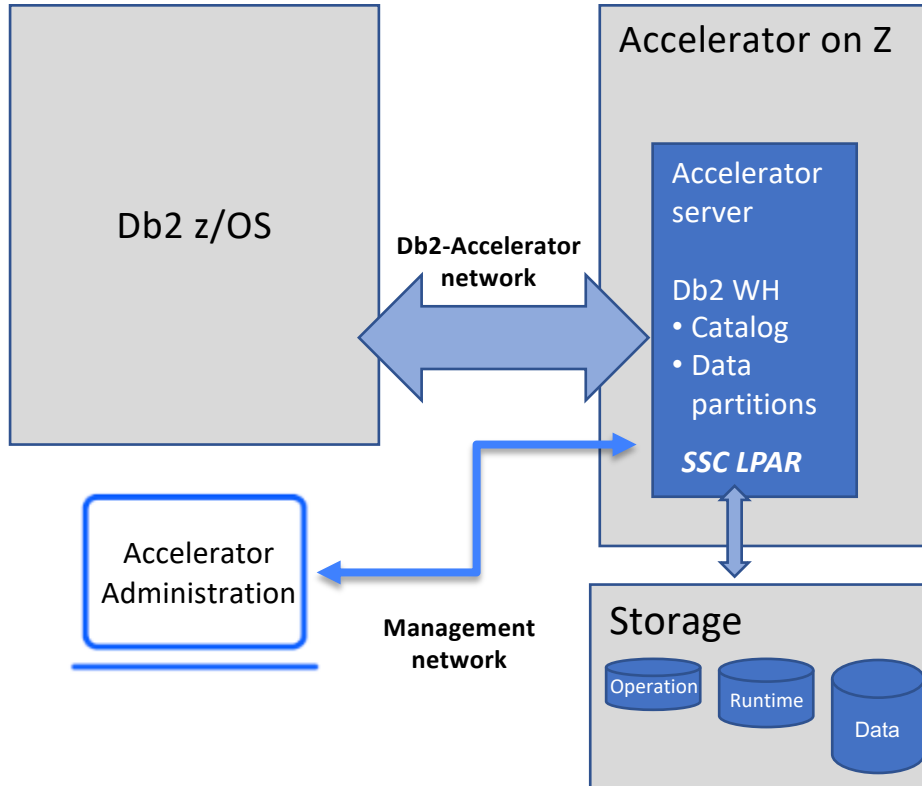 Accelerator on Z
Db2 z/OS
Accelerator
server
Db2 WH
• Catalog
• Data
partitions
SSC LPAR
Db2-Accelerator
network
Accelerator
Administration
Management
network
Storage
Operation
Runtime
Data